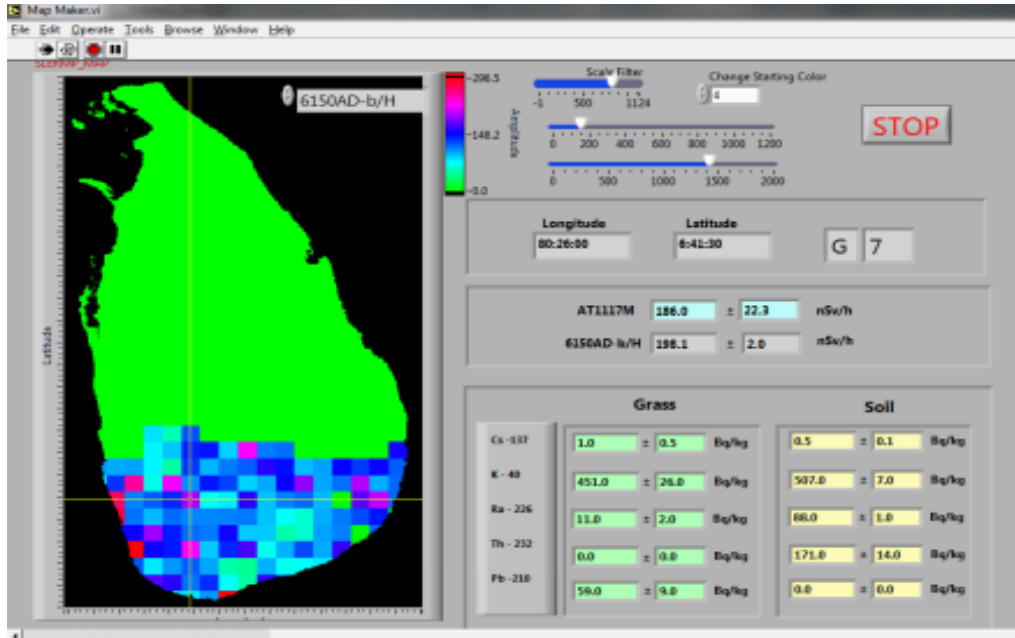 Map Maker.vi
File Edit Operate Tools Browse Window Help
SLERMP_MAP
6150AD-b/H
-296.5
-148.2
-0.0
Amplitude
Latitude
Scale Filter
-1 500 1124
Change Starting Color
4
0 200 400 600 800 1000 1200
0 500 1000 1500 2000
STOP
Longitude Latitude
80:26:00 6:41:30 G 7
AT1117M 186.0 ± 22.3 nSv/h
6150AD-b/H 198.1 ± 2.0 nSv/h
Grass Soil
Cs -137 1.0 ± 0.5 Bq/kg 0.5 ± 0.1 Bq/kg
K - 40 451.0 ± 26.0 Bq/kg 507.0 ± 7.0 Bq/kg
Ra - 226 11.0 ± 2.0 Bq/kg 88.0 ± 1.0 Bq/kg
Th - 232 0.0 ± 0.0 Bq/kg 171.0 ± 14.0 Bq/kg
Pb -210 59.0 ± 9.0 Bq/kg 0.0 ± 0.0 Bq/kg